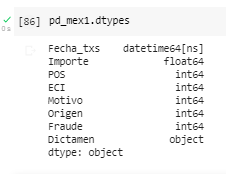 [86] pd_mex1.dtypes
0 s
Fecha_txs datetime64[ns]
Importe float64
POS int64
ECI int64
Motivo int64
Origen int64
Fraude int64
Dictamen object
dtype: object